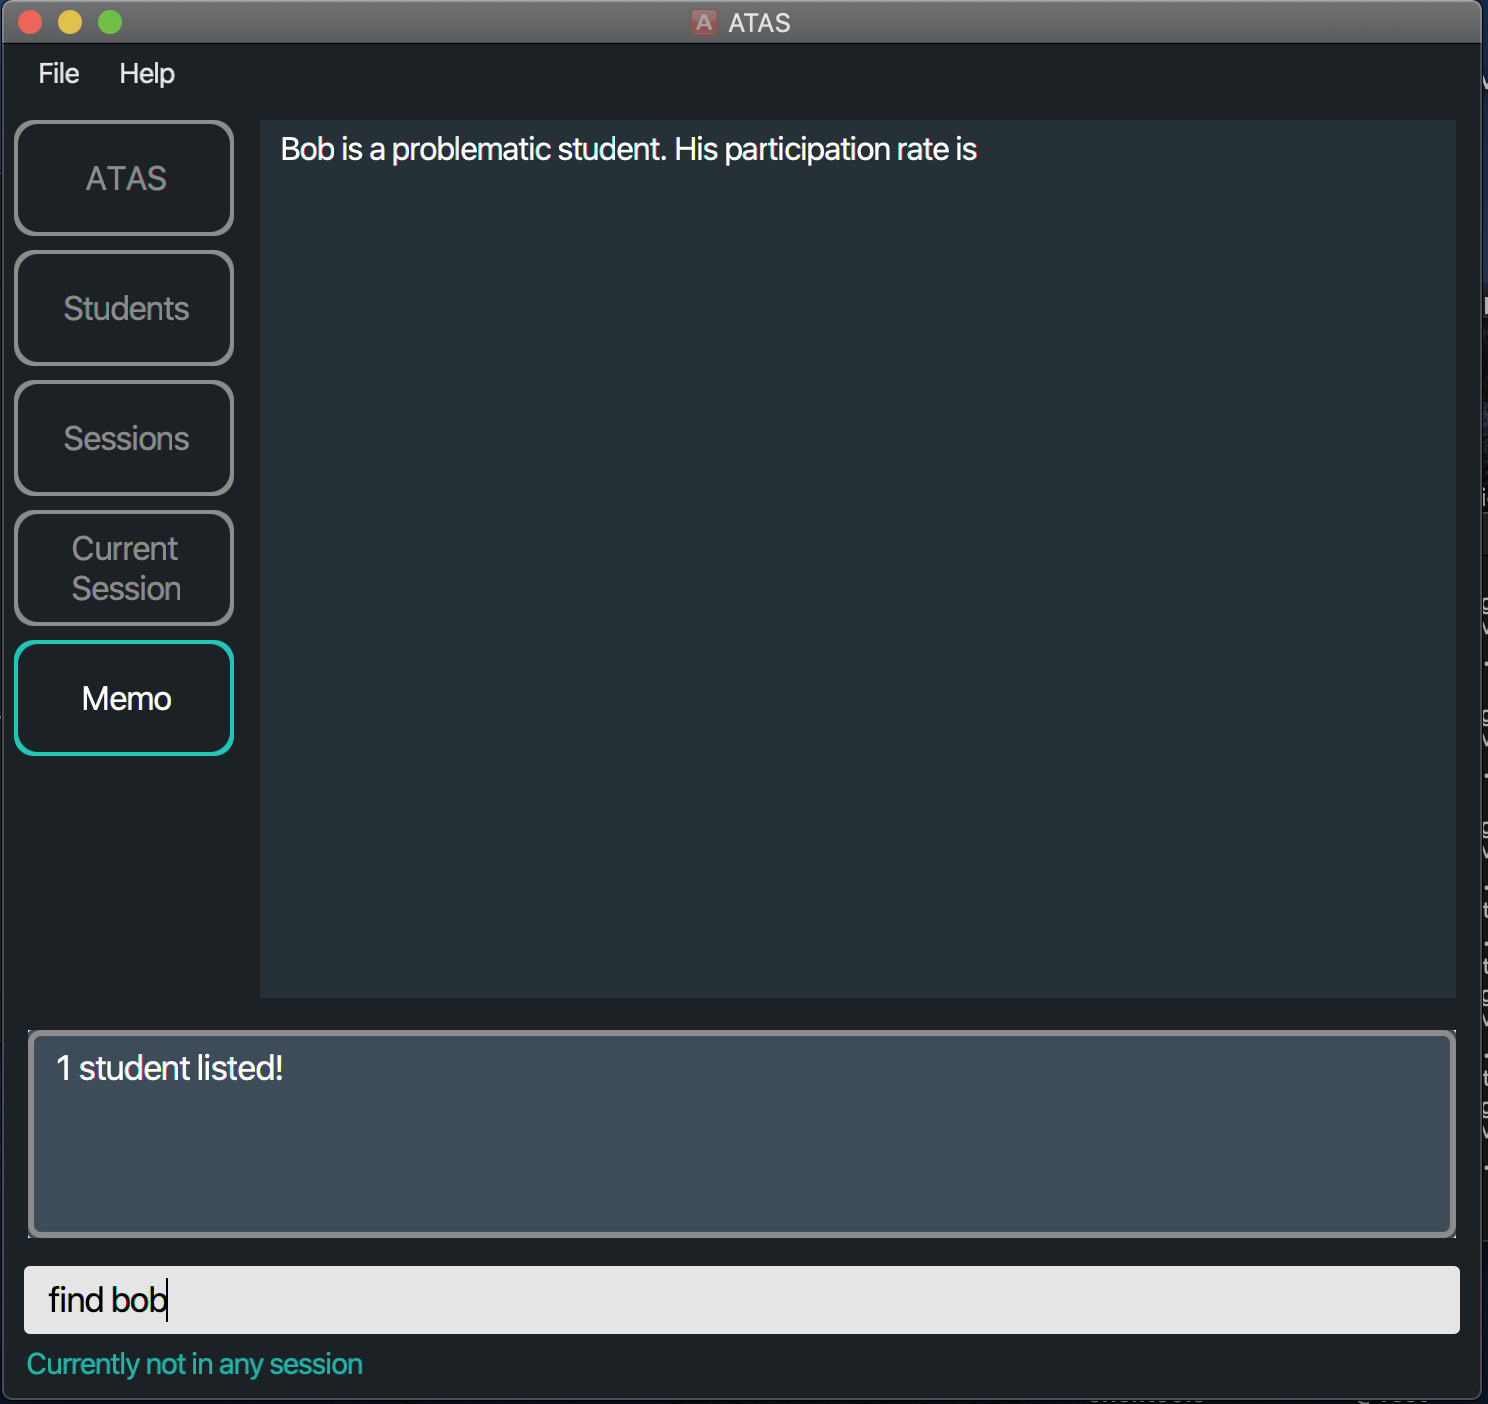 A ATAS
File Help
ATAS
Students
Sessions
Current
Session
Memo
Bob is a problematic student. His participation rate is
1 student listed!
find bob
Currently not in any session